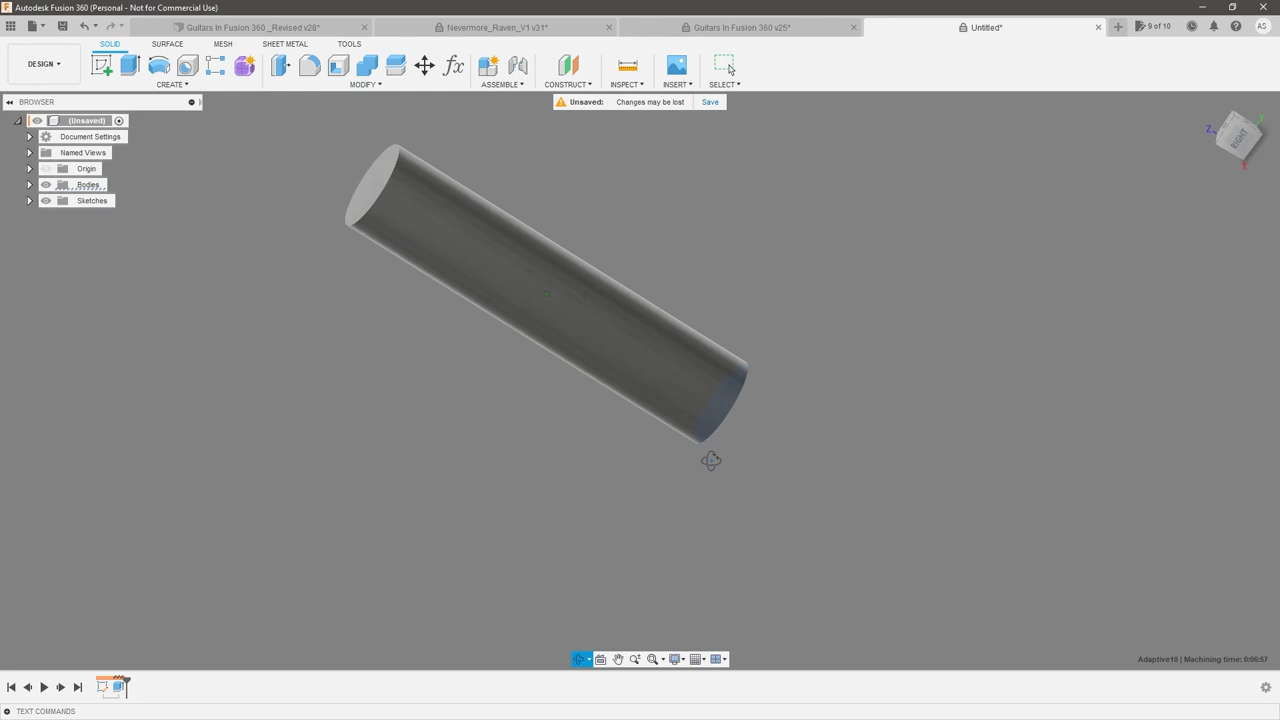 Autodesk Fusion 360 (Personal - Not for Commercial Use)
Guitars In Fusion 360 _Revised v28*
Nevermore_Raven_V1 v31*
Guitars In Fusion 360 v25*
Untitled*
9 of 10
AS
DESIGN
SOLID
SURFACE
MESH
SHEET METAL
TOOLS
fx
CREATE
MODIFY
ASSEMBLE
CONSTRUCT
INSPECT
INSERT
SELECT
BROWSER
Unsaved: Changes may be lost Save
(Unsaved)
Document Settings
Named Views
Origin
Bodies
Sketches
Z
Y
X
RIGHT
Adaptive16 | Machining time: 0:06:57
TEXT COMMANDS